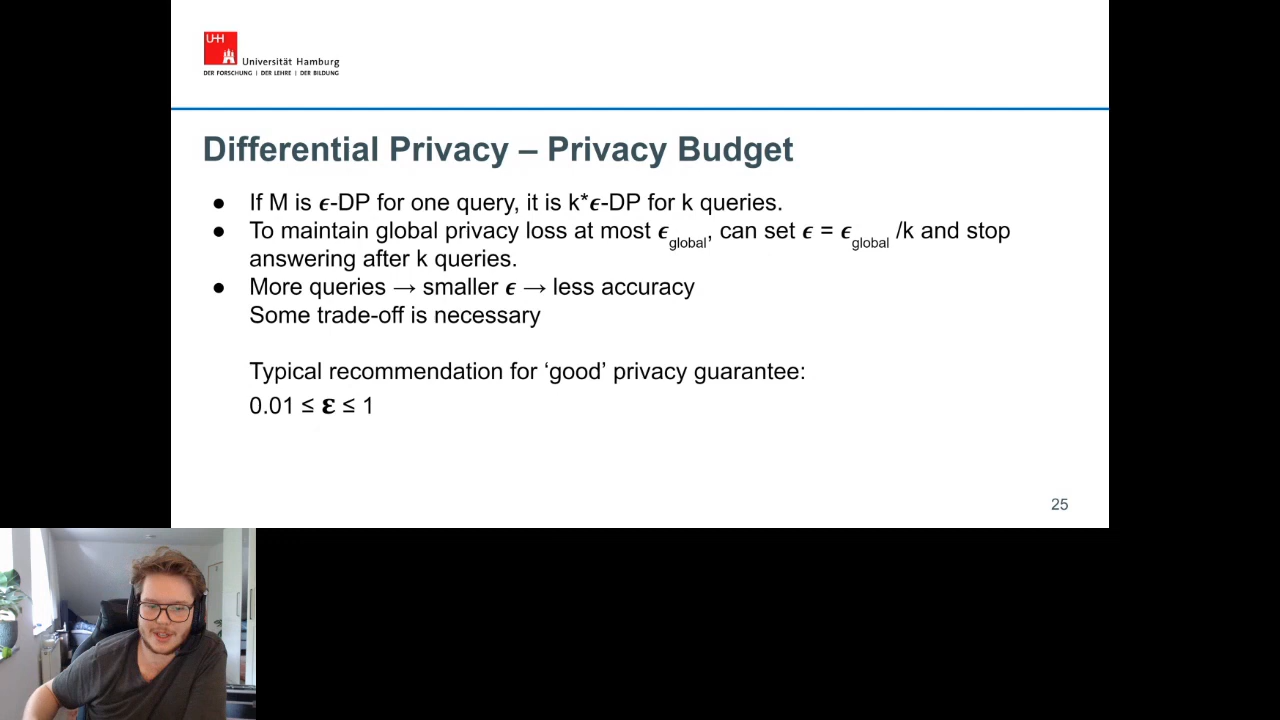 UHH
Universität Hamburg
DER FORSCHUNG | DER LEHRE | DER BILDUNG
Differential Privacy – Privacy Budget
● If M is ϵ-DP for one query, it is k*ϵ-DP for k queries.
● To maintain global privacy loss at most ϵglobal, can set ϵ = ϵglobal /k and stop
answering after k queries.
● More queries → smaller ϵ → less accuracy
Some trade-off is necessary
Typical recommendation for ‘good’ privacy guarantee:
0.01 ≤ ε ≤ 1
25